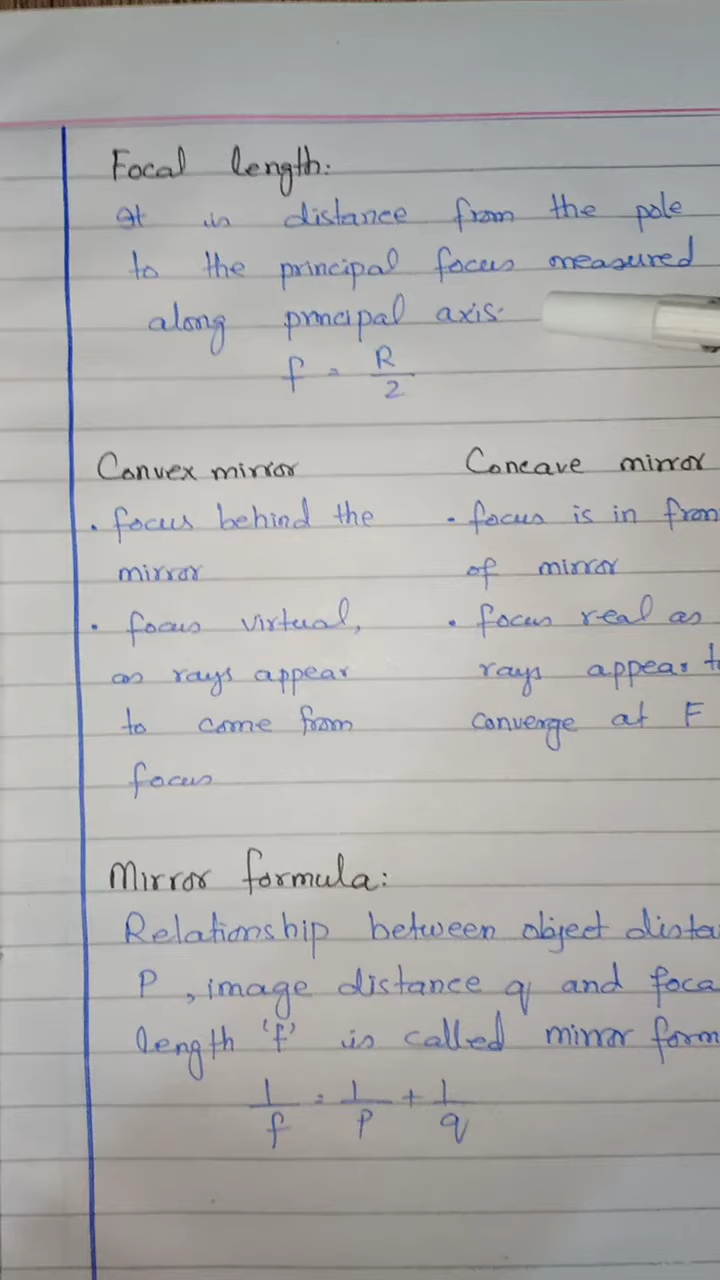 Focal length:
It is distance from the pole
to the principal focus measured
along principal axis.
f = R/2
Convex mirror
. focus behind the
mirror
. focus virtual,
as rays appear
to come from
focus
Concave mirror
. focus is in fron
of mirror
. focus real as
rays appear t
converge at F
Mirror formula:
Relationship between object dista
P, image distance q and foca
length 'f' is called mirror form
1/f = 1/P + 1/q